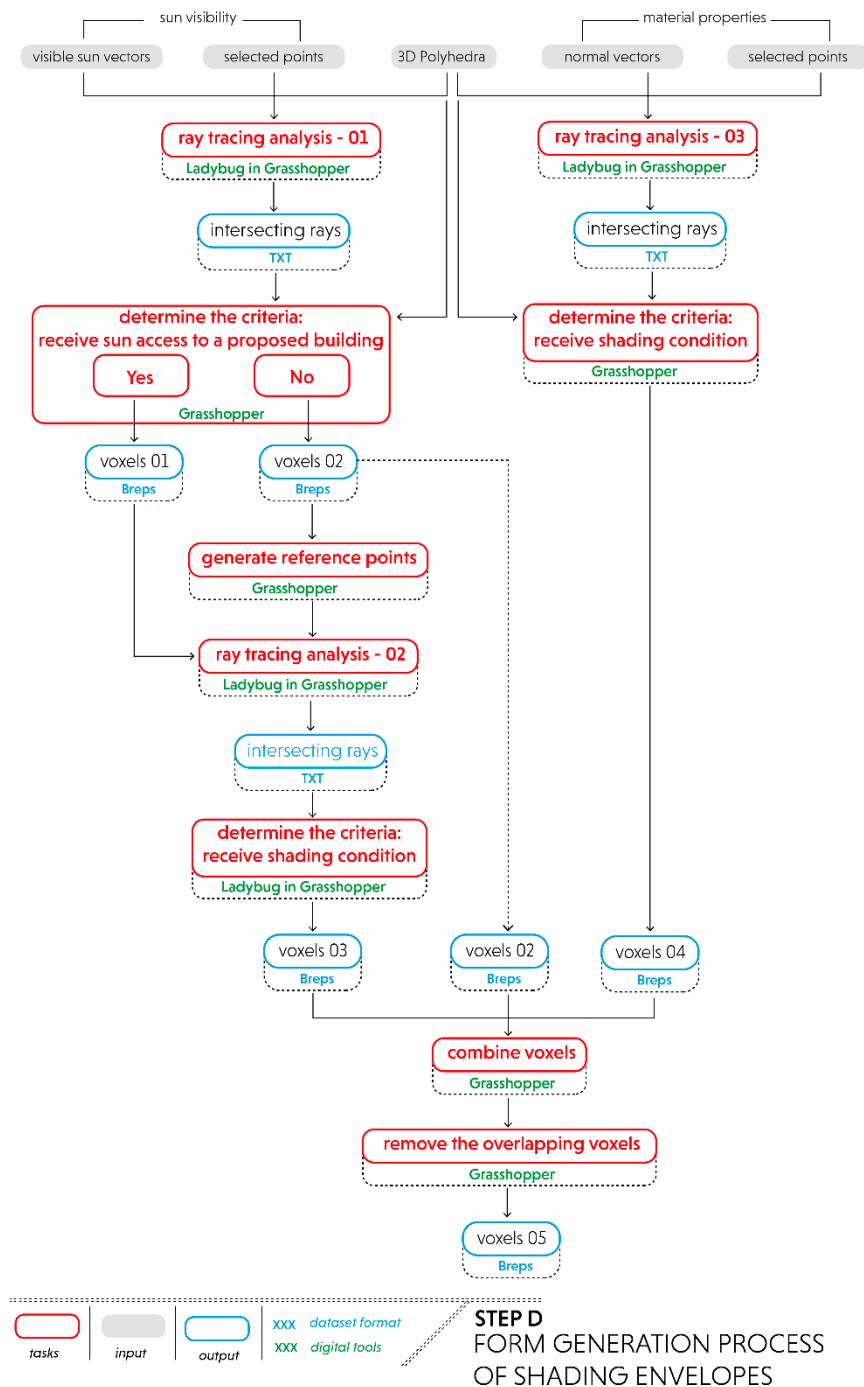 sun visibility
material properties
visible sun vectors
selected points
3D Polyhedra
normal vectors
selected points
ray tracing analysis - 01
Ladybug in Grasshopper
ray tracing analysis - 03
Ladybug in Grasshopper
intersecting rays
TXT
intersecting rays
TXT
determine the criteria:
receive sun access to a proposed building
Yes
No
Grasshopper
determine the criteria:
receive shading condition
Grasshopper
voxels 01
Breps
voxels 02
Breps
generate reference points
Grasshopper
ray tracing analysis - 02
Ladybug in Grasshopper
intersecting rays
TXT
determine the criteria:
receive shading condition
Ladybug in Grasshopper
voxels 03
Breps
voxels 02
Breps
voxels 04
Breps
combine voxels
Grasshopper
remove the overlapping voxels
Grasshopper
voxels 05
Breps
tasks
input
output
XXX dataset format
XXX digital tools
STEP D
FORM GENERATION PROCESS
OF SHADING ENVELOPES